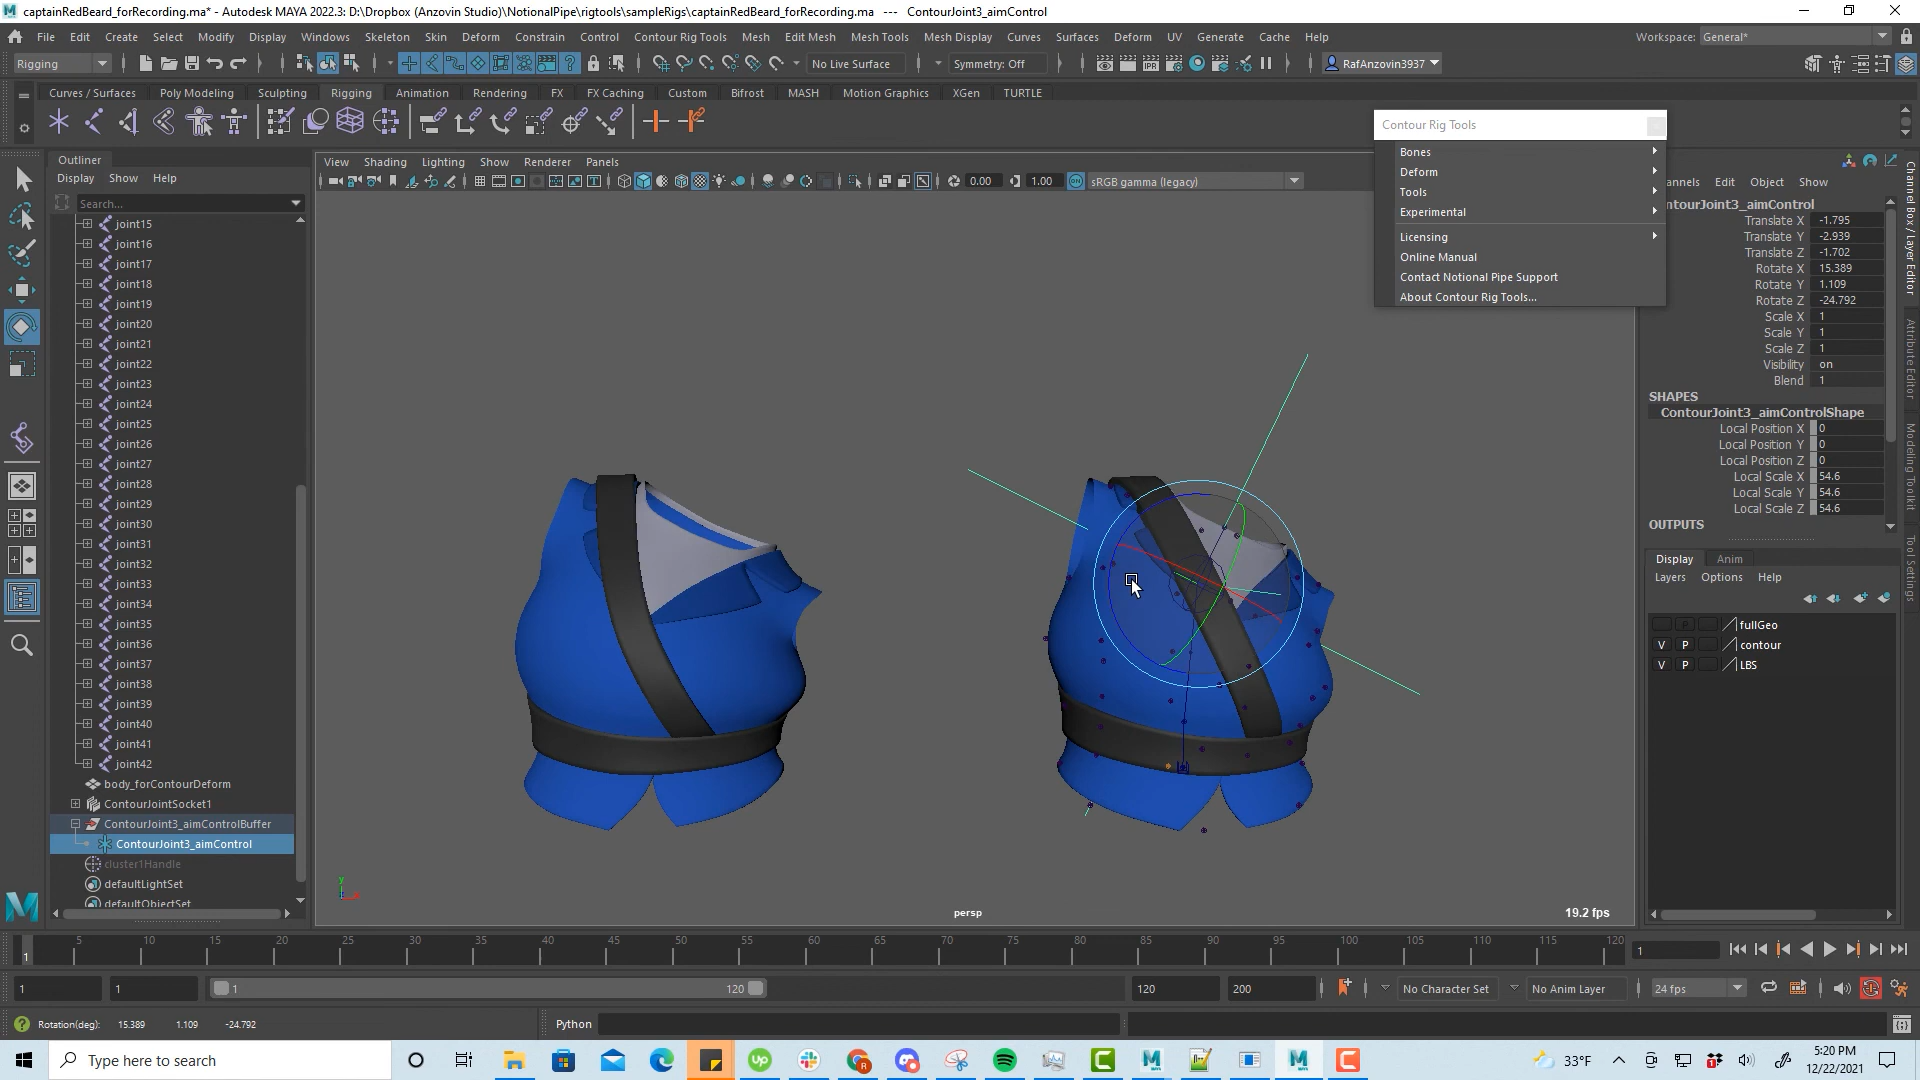 captainRedBeard_forRecording.ma* - Autodesk MAYA 2022.3: D:\Dropbox (Anzovin Studio)\NotionalPipe\rigtools\sampleRigs\captainRedBeard_forRecording.ma --- ContourJoint3_aimControl
File Edit Create Select Modify Display Windows Skeleton Skin Deform Constrain Control Contour Rig Tools Mesh Edit Mesh Mesh Tools Mesh Display Curves Surfaces Deform UV Generate Cache Help Workspace: General*
Rigging No Live Surface Symmetry: Off RafAnzovin3937
Curves / Surfaces Poly Modeling Sculpting Rigging Animation Rendering FX FX Caching Custom Bifrost MASH Motion Graphics XGen TURTLE
Contour Rig Tools
Bones
Deform
Tools
Experimental
Licensing
Online Manual
Contact Notional Pipe Support
About Contour Rig Tools...
Outliner
Display Show Help
Search...
joint15
joint16
joint17
joint18
joint19
joint20
joint21
joint22
joint23
joint24
joint25
joint26
joint27
joint28
joint29
joint30
joint31
joint32
joint33
joint34
joint35
joint36
joint37
joint38
joint39
joint40
joint41
joint42
body_forContourDeform
ContourJointSocket1
ContourJoint3_aimControlBuffer
ContourJoint3_aimControl
cluster1Handle
defaultLightSet
defaultObjectSet
View Shading Lighting Show Renderer Panels
0.00 1.00 sRGB gamma (legacy)
y
persp
19.2 fps
annels Edit Object Show
ntourJoint3_aimControl
Translate X -1.795
Translate Y -2.939
Translate Z -1.702
Rotate X 15.389
Rotate Y 1.109
Rotate Z -24.792
Scale X 1
Scale Y 1
Scale Z 1
Visibility on
Blend 1
SHAPES
ContourJoint3_aimControlShape
Local Position X 0
Local Position Y 0
Local Position Z 0
Local Scale X 54.6
Local Scale Y 54.6
Local Scale Z 54.6
OUTPUTS
Display Anim
Layers Options Help
P fullGeo
V P contour
V P LBS
Channel Box / Layer Editor
Attribute Editor
Modeling Toolkit
Tool Settings
5 10 15 20 25 30 35 40 45 50 55 60 65 70 75 80 85 90 95 100 105 110 115 120
1 1
1 1 1 120 120 200 No Character Set No Anim Layer 24 fps
Rotation(deg): 15.389 1.109 -24.792 Python
Type here to search
33°F
5:20 PM
12/22/2021